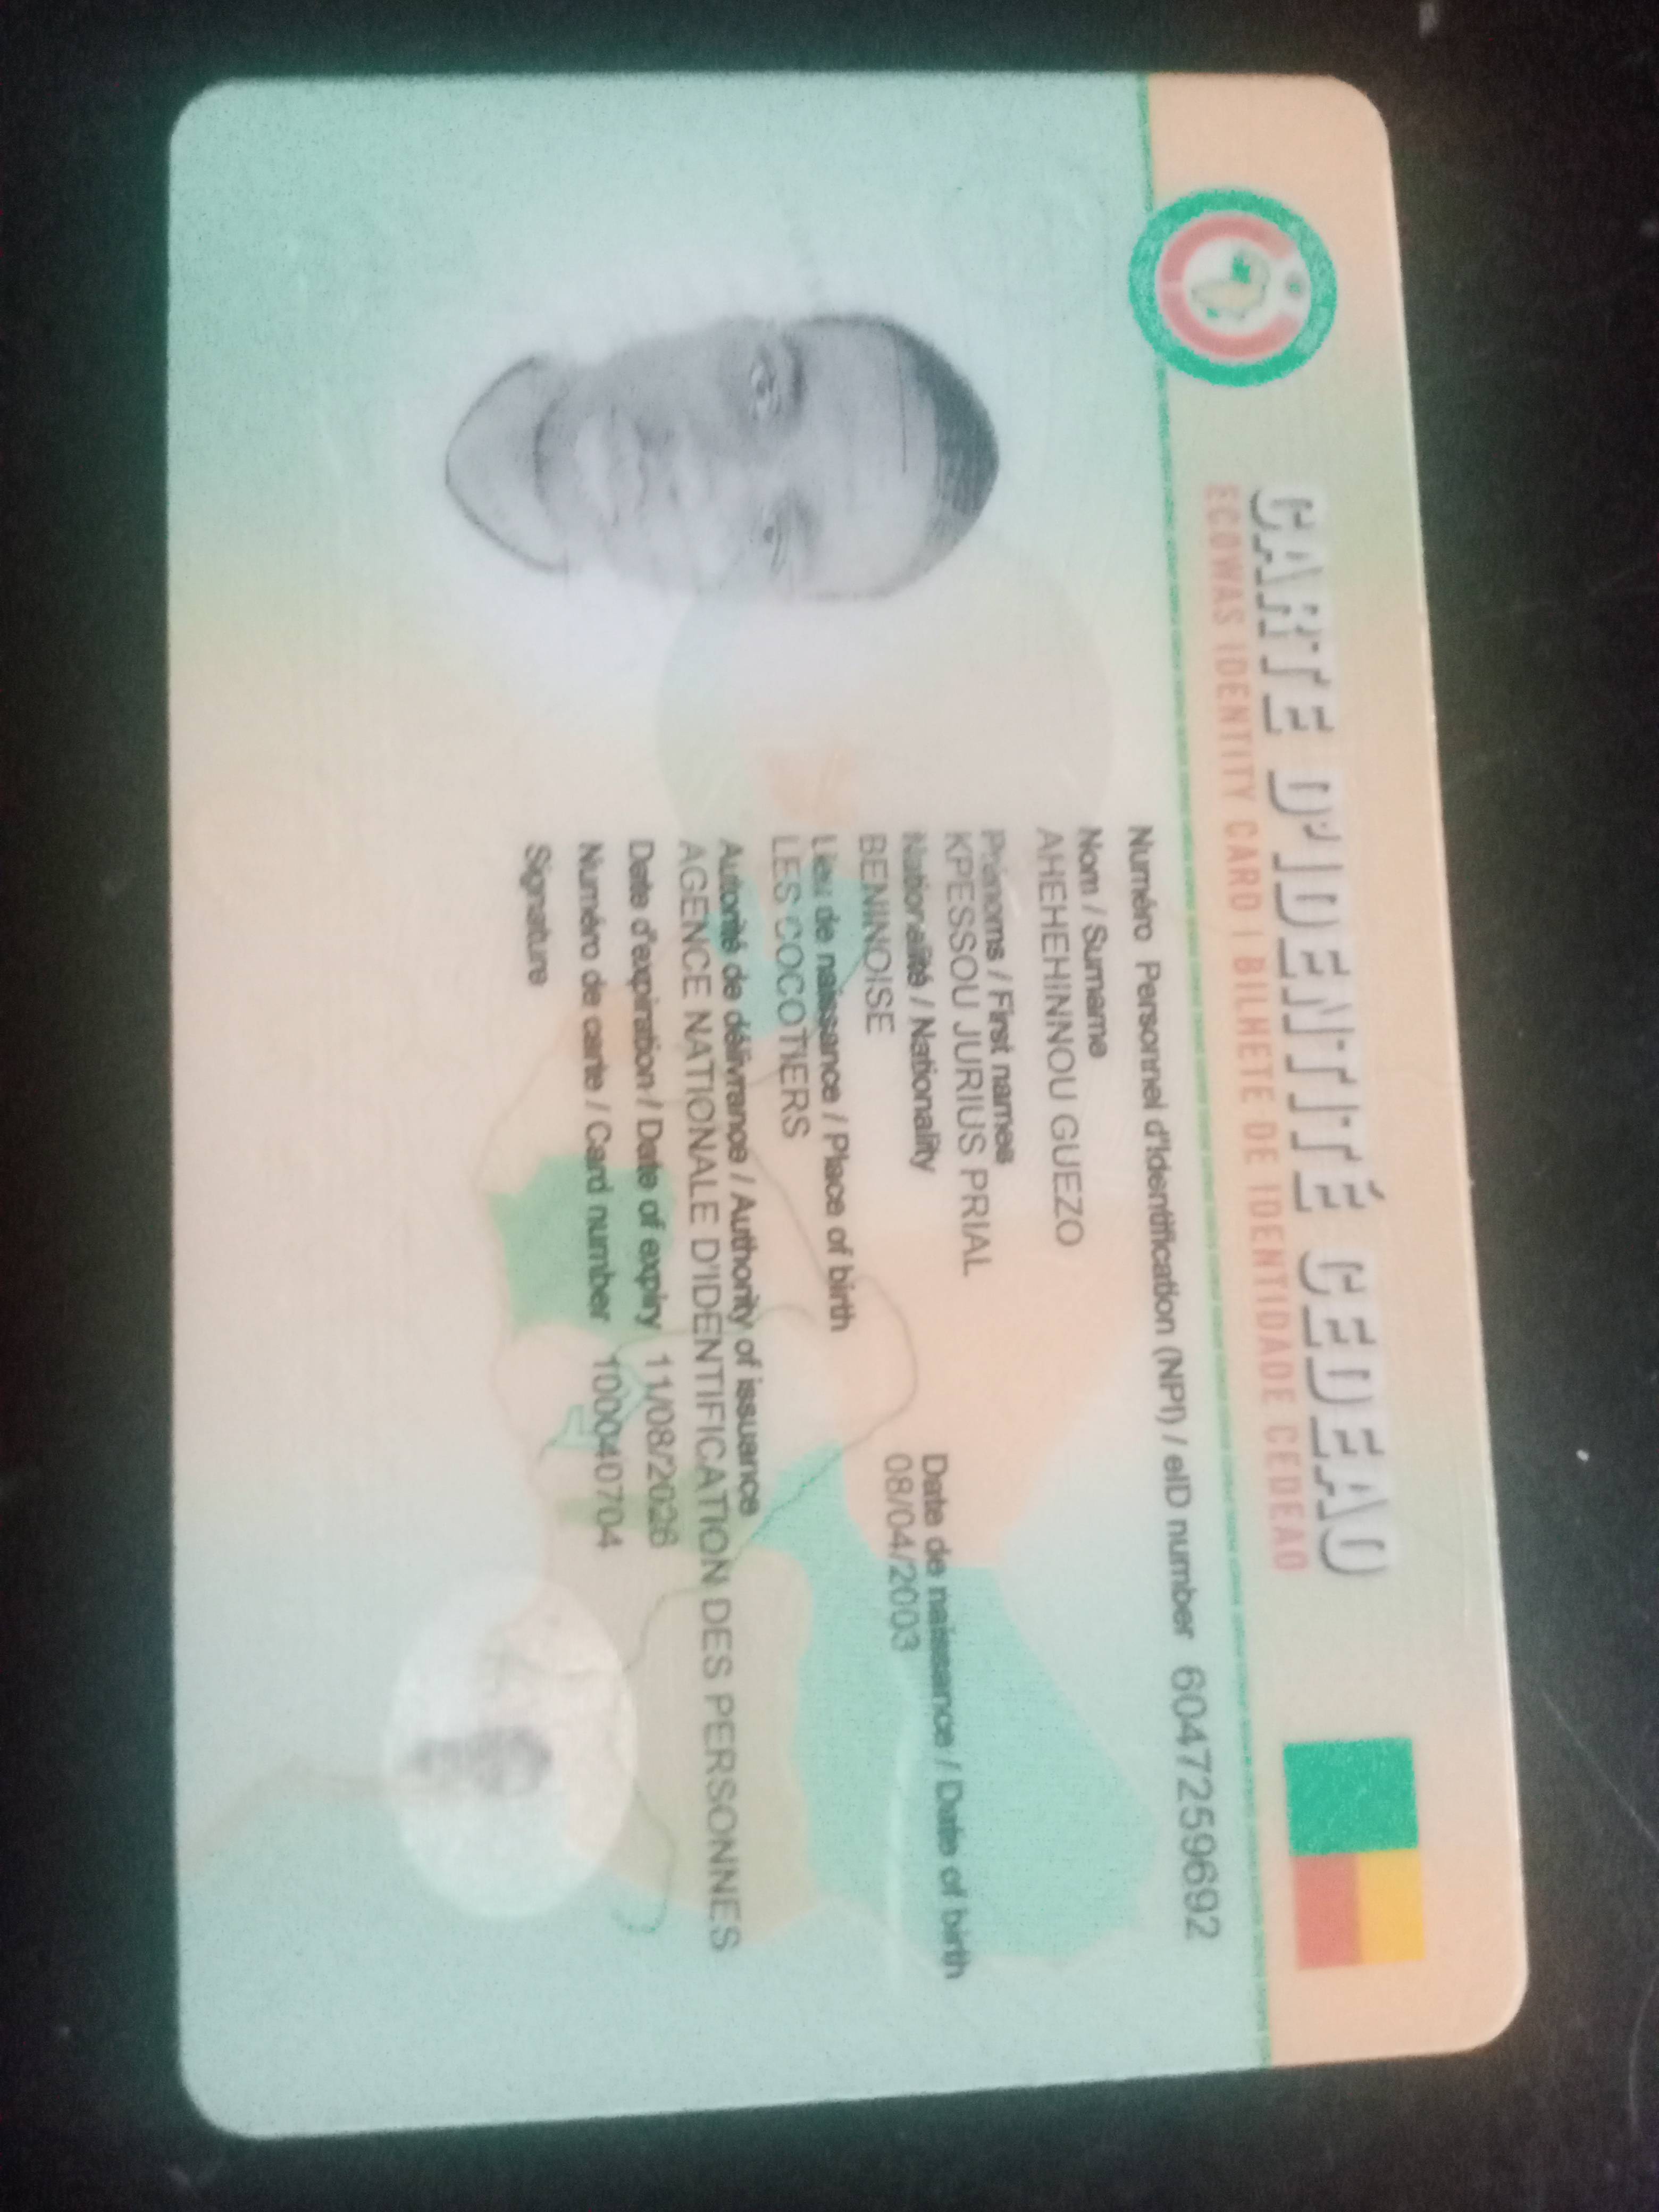 CARTE D'IDENTITÉ CEDEAO
ECOWAS IDENTITY CARD | BILHETE DE IDENTIDADE CEDEAO
Numéro Personnel d'Identification (NPI) / eID number 6047259692
Nom / Surname
AHEHEHINNOU GUEZO
Prénoms / First names
KPESSOU JURIUS PRIAL
Nationalité / Nationality
BENINOISE
Date de naissance / Date of birth
08/04/2003
Lieu de naissance / Place of birth
LES COCOTIERS
Autorité de délivrance / Authority of issuance
AGENCE NATIONALE D'IDENTIFICATION DES PERSONNES
Date d'expiration / Date of expiry 11/08/2026
Numéro de carte / Card number 1000040704
Signature